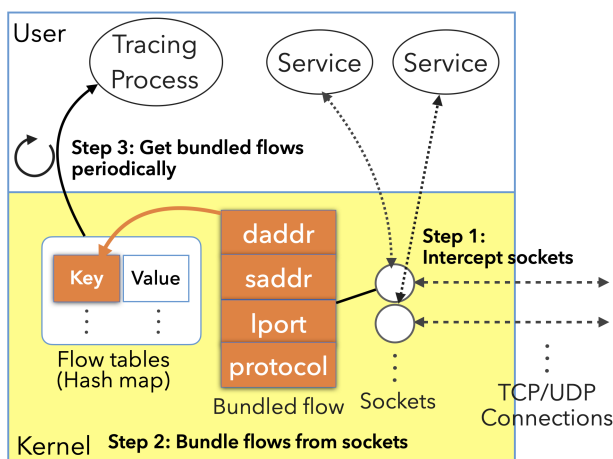 User
Tracing
Process
Service
Service
Step 3: Get bundled flows
periodically
Step 1:
Intercept sockets
daddr
saddr
lport
protocol
Key
Value
Flow tables
(Hash map)
Bundled flow
Sockets
TCP/UDP
Connections
Kernel
Step 2: Bundle flows from sockets